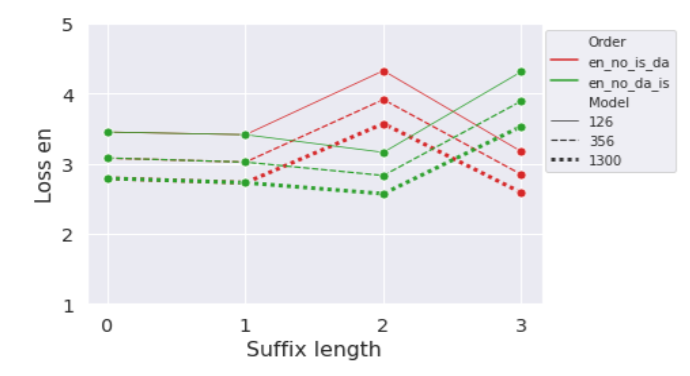 5
4
3
2
1
Loss en
0 1 2 3
Suffix length
Order
en_no_is_da
en_no_da_is
Model
126
356
1300